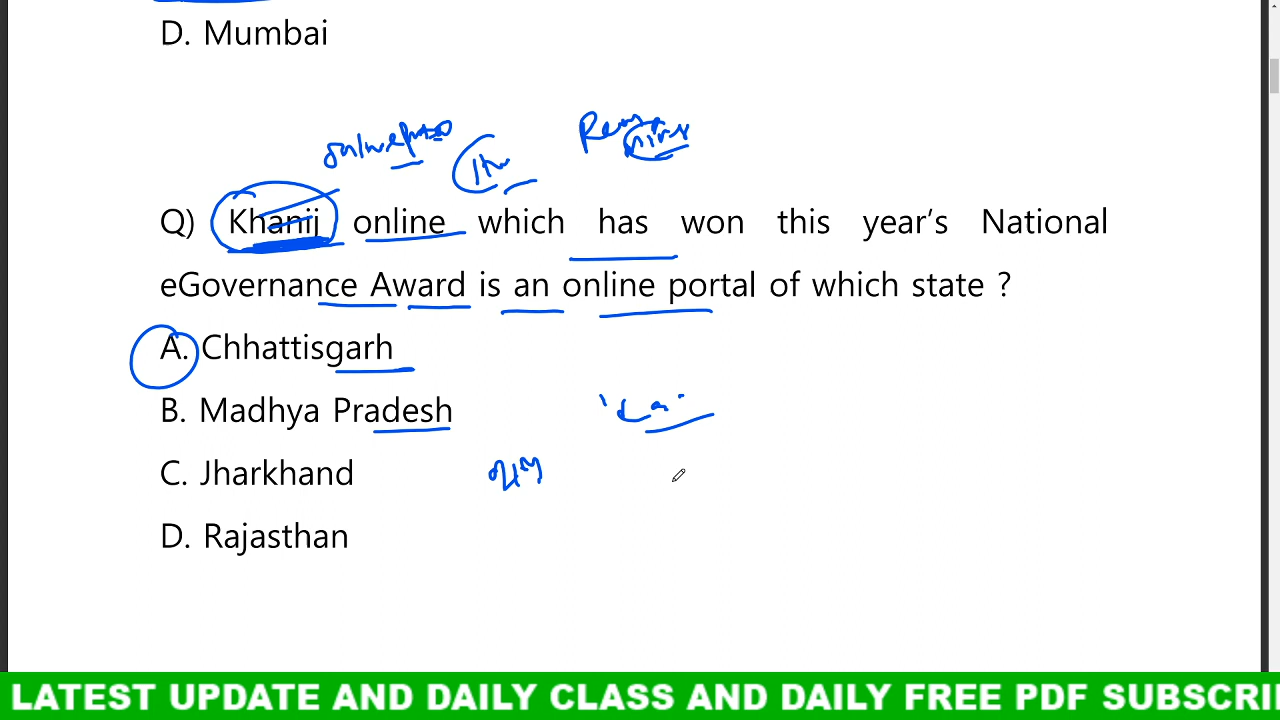 D. Mumbai
Q) Khanij online which has won this year’s National
eGovernance Award is an online portal of which state ?
A. Chhattisgarh
B. Madhya Pradesh
C. Jharkhand
D. Rajasthan
LATEST UPDATE AND DAILY CLASS AND DAILY FREE PDF SUBSCRI